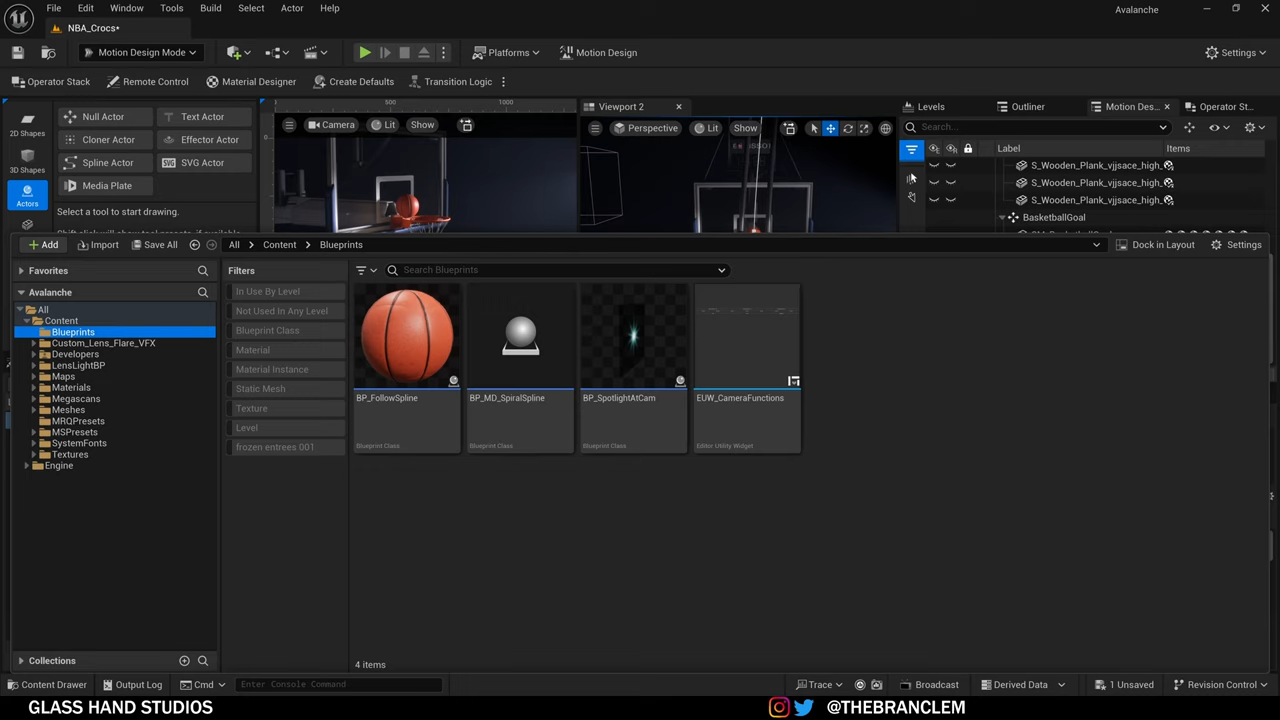 File Edit View Tools Build Select Actor Help
Avalanche
NBA_Crocs*
Motion Design Mode
Platforms
Motion Design
Settings
Operator Stack
Remote Control
Material Designer
Create Defaults
Transition Logic
2D Shapes
3D Shapes
Actors
Null Actor
Text Actor
Cloner Actor
Effector Actor
Spline Actor
SVG
SVG Actor
Media Plate
Select a tool to start drawing.
500
1000
Camera
Lit
Show
Viewport 2
Perspective
Lit
Show
Levels
Outliner
Motion Des...
Operator St...
Search...
Label
Items
S_Wooden_Plank_vjjsace_high_
S_Wooden_Plank_vjjsace_high_
S_Wooden_Plank_vjjsace_high_
BasketballGoal
Add
Import
Save All
All
Content
Blueprints
Dock in Layout
Settings
Favorites
Avalanche
All
Content
Blueprints
Custom_Lens_Flare_VFX
Developers
LensLightBP
Maps
Materials
Megascans
Meshes
MRQPresets
MSPresets
SystemFonts
Textures
Engine
Collections
Filters
In Use By Level
Not Used In Any Level
Blueprint Class
Material
Material Instance
Static Mesh
Texture
Level
frozen entrees 001
Search Blueprints
BP_FollowSpline
Blueprint Class
BP_MD_SpiralSpline
Blueprint Class
BP_SpotlightAtCam
Blueprint Class
EUW_CameraFunctions
Editor Utility Widget
4 items
Content Drawer
Output Log
Cmd
Enter Console Command
Trace
Broadcast
Derived Data
1 Unsaved
Revision Control
GLASS HAND STUDIOS
@THEBRANCLEM